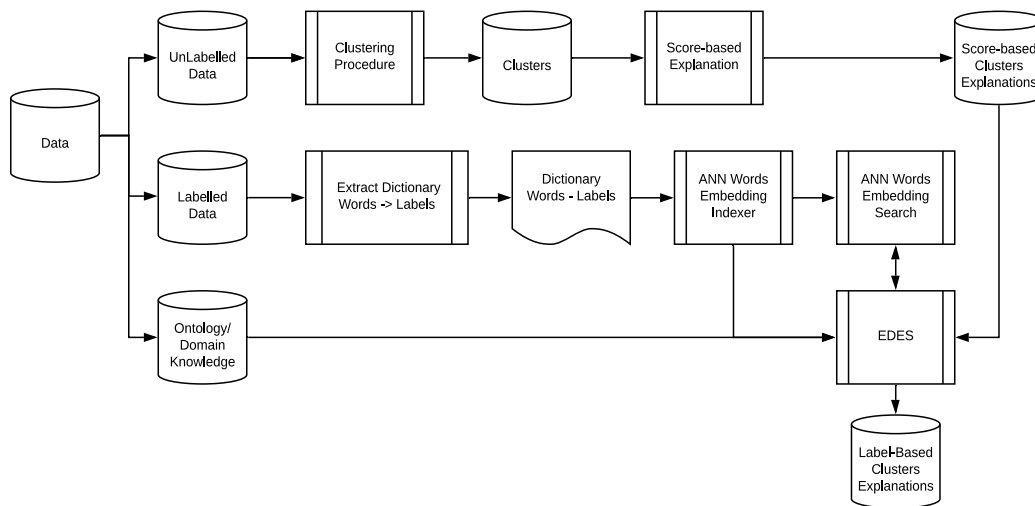 Data
UnLabelled
Data
Clustering
Procedure
Clusters
Score-based
Explanation
Score-based
Clusters
Explanations
Labelled
Data
Extract Dictionary
Words -> Labels
Dictionary
Words - Labels
ANN Words
Embedding
Indexer
ANN Words
Embedding
Search
Ontology/
Domain
Knowledge
EDES
Label-Based
Clusters
Explanations